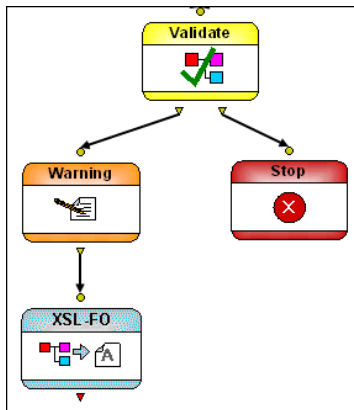 Validate
Warning
Stop
XSL-FO
A